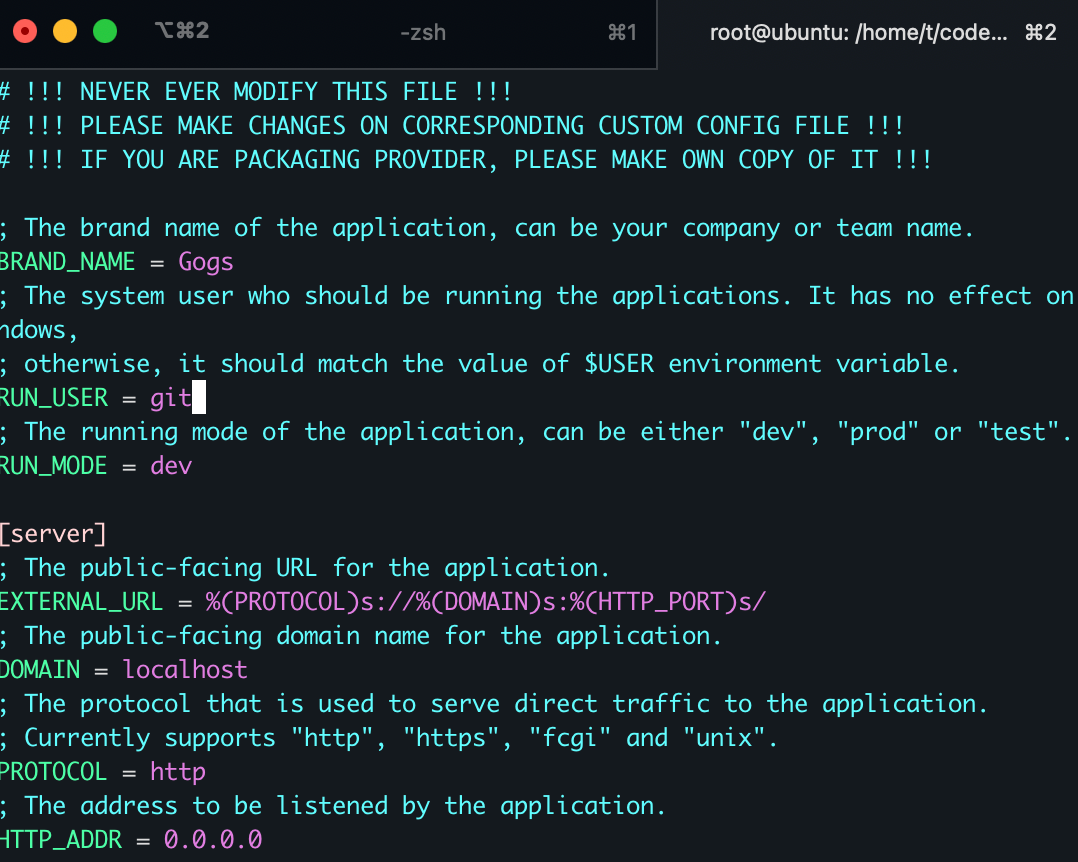 ⌥⌘2 -zsh ⌘1 root@ubuntu: /home/t/code... ⌘2
# !!! NEVER EVER MODIFY THIS FILE !!!
# !!! PLEASE MAKE CHANGES ON CORRESPONDING CUSTOM CONFIG FILE !!!
# !!! IF YOU ARE PACKAGING PROVIDER, PLEASE MAKE OWN COPY OF IT !!!
; The brand name of the application, can be your company or team name.
BRAND_NAME = Gogs
; The system user who should be running the applications. It has no effect on
ndows,
; otherwise, it should match the value of $USER environment variable.
RUN_USER = git
; The running mode of the application, can be either "dev", "prod" or "test".
RUN_MODE = dev
[server]
; The public-facing URL for the application.
EXTERNAL_URL = %(PROTOCOL)s://%(DOMAIN)s:%(HTTP_PORT)s/
; The public-facing domain name for the application.
DOMAIN = localhost
; The protocol that is used to serve direct traffic to the application.
; Currently supports "http", "https", "fcgi" and "unix".
PROTOCOL = http
; The address to be listened by the application.
HTTP_ADDR = 0.0.0.0